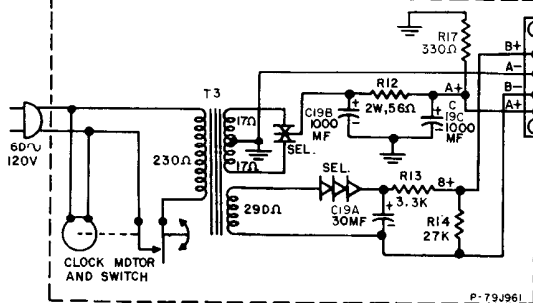 R17
330Ω
B+
A-
B-
A+
R12
A+
2W, 56Ω
C19B
1000
MF
C
19C
1000
MF
T3
17Ω
17Ω
SEL.
60∿
120V
230Ω
SEL.
R13
B+
3.3K
290Ω
C19A
30MF
R14
27K
CLOCK MOTOR
AND SWITCH
P-79J961